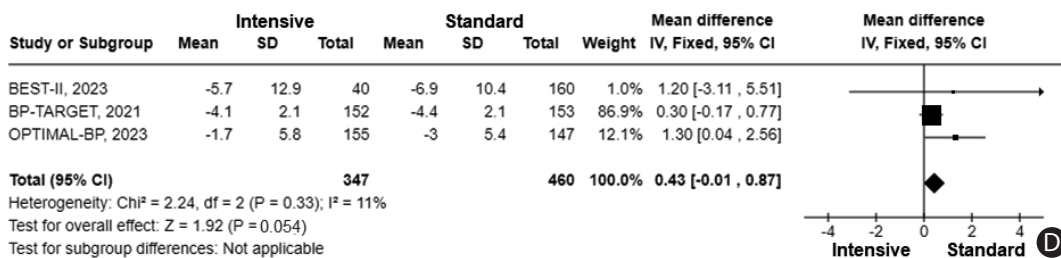 Intensive Standard Mean difference Mean difference
Study or Subgroup Mean SD Total Mean SD Total Weight IV, Fixed, 95% CI IV, Fixed, 95% CI
BEST-II, 2023 -5.7 12.9 40 -6.9 10.4 160 1.0% 1.20 [-3.11 , 5.51]
BP-TARGET, 2021 -4.1 2.1 152 -4.4 2.1 153 86.9% 0.30 [-0.17 , 0.77]
OPTIMAL-BP, 2023 -1.7 5.8 155 -3 5.4 147 12.1% 1.30 [0.04 , 2.56]
Total (95% CI) 347 460 100.0% 0.43 [-0.01 , 0.87]
Heterogeneity: Chi² = 2.24, df = 2 (P = 0.33); I² = 11%
Test for overall effect: Z = 1.92 (P = 0.054)
Test for subgroup differences: Not applicable
-4 -2 0 2 4
Intensive Standard D